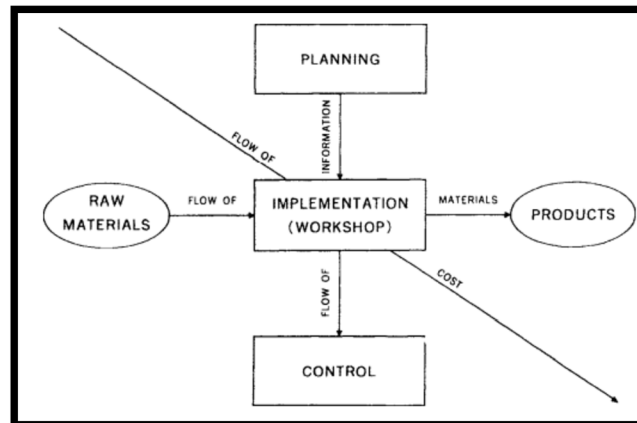 PLANNING
FLOW OF
INFORMATION
RAW
MATERIALS
FLOW OF
IMPLEMENTATION
(WORKSHOP)
MATERIALS
PRODUCTS
FLOW OF
COST
CONTROL